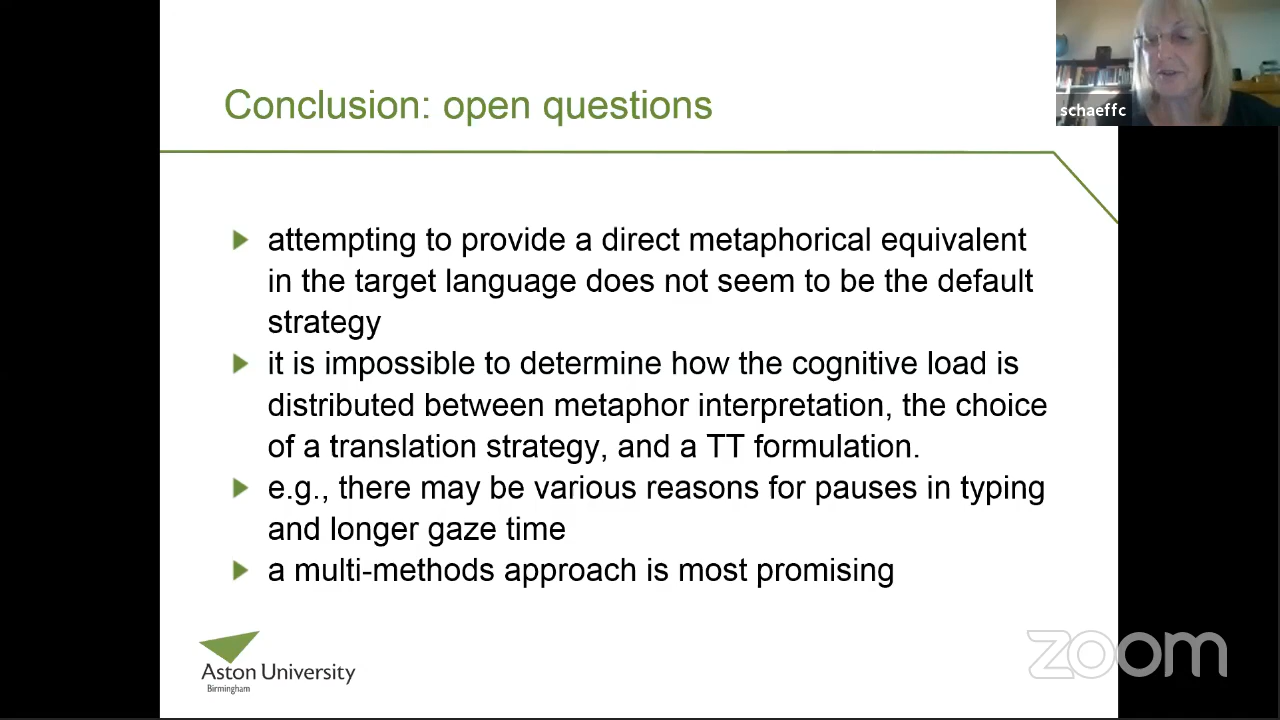 Conclusion: open questions
schaeffc
attempting to provide a direct metaphorical equivalent
in the target language does not seem to be the default
strategy
it is impossible to determine how the cognitive load is
distributed between metaphor interpretation, the choice
of a translation strategy, and a TT formulation.
e.g., there may be various reasons for pauses in typing
and longer gaze time
a multi-methods approach is most promising
Aston University
Birmingham
zoom